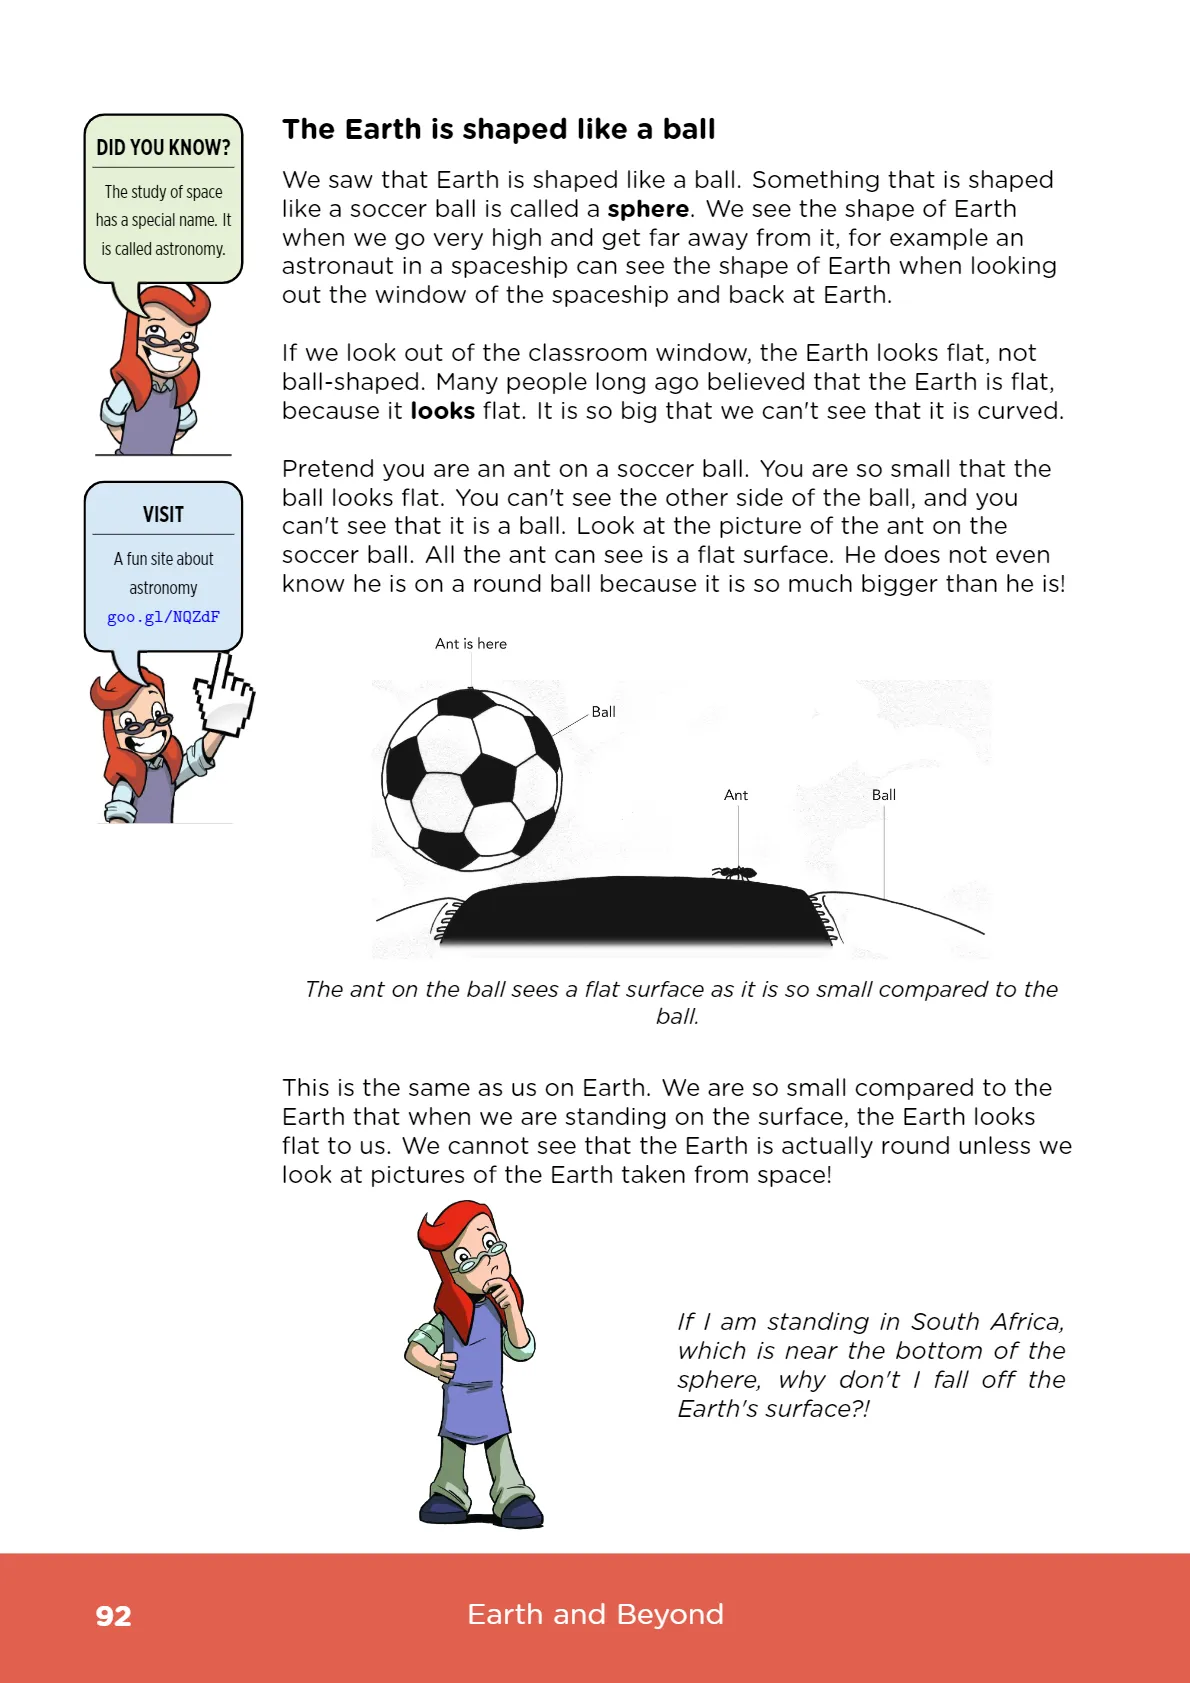 DID YOU KNOW?
The study of space
has a special name. It
is called astronomy.
VISIT
A fun site about
astronomy
goo.gl/NQZdF
The Earth is shaped like a ball
We saw that Earth is shaped like a ball. Something that is shaped
like a soccer ball is called a sphere. We see the shape of Earth
when we go very high and get far away from it, for example an
astronaut in a spaceship can see the shape of Earth when looking
out the window of the spaceship and back at Earth.
If we look out of the classroom window, the Earth looks flat, not
ball-shaped. Many people long ago believed that the Earth is flat,
because it looks flat. It is so big that we can't see that it is curved.
Pretend you are an ant on a soccer ball. You are so small that the
ball looks flat. You can't see the other side of the ball, and you
can't see that it is a ball. Look at the picture of the ant on the
soccer ball. All the ant can see is a flat surface. He does not even
know he is on a round ball because it is so much bigger than he is!
Ant is here
Ball
Ant
Ball
The ant on the ball sees a flat surface as it is so small compared to the
ball.
This is the same as us on Earth. We are so small compared to the
Earth that when we are standing on the surface, the Earth looks
flat to us. We cannot see that the Earth is actually round unless we
look at pictures of the Earth taken from space!
If I am standing in South Africa,
which is near the bottom of the
sphere, why don't I fall off the
Earth's surface?!
92
Earth and Beyond